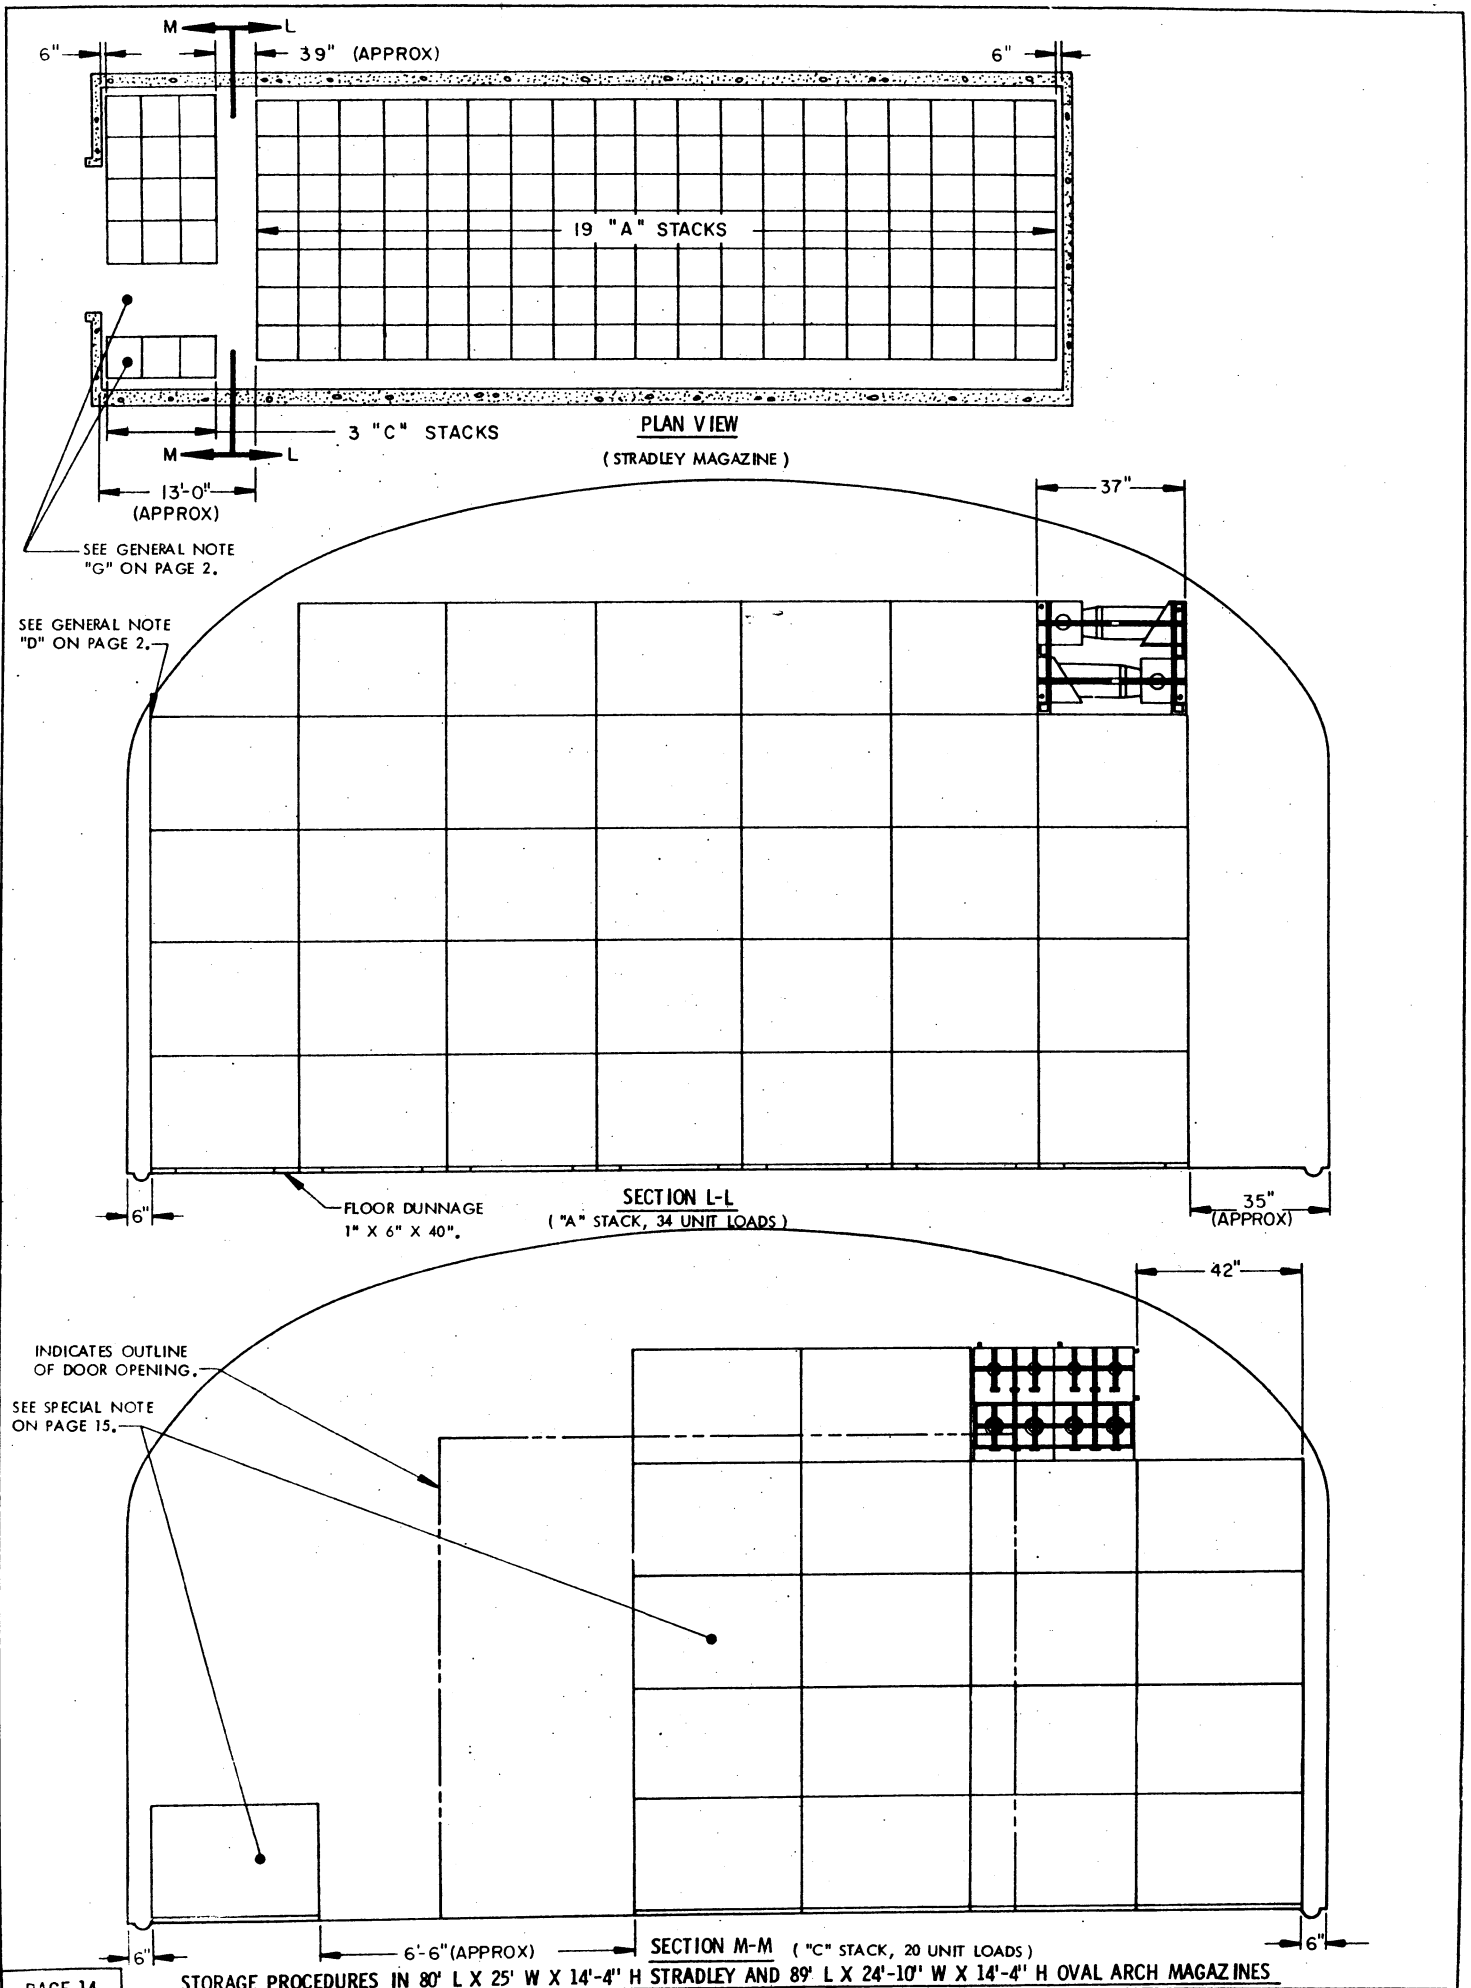 M L
6" 39" (APPROX) 6"
19 "A" STACKS
3 "C" STACKS
PLAN VIEW
(STRADLEY MAGAZINE)
M L
13'-0"
(APPROX)
37"
SEE GENERAL NOTE
"G" ON PAGE 2.
SEE GENERAL NOTE
"D" ON PAGE 2.
6"
FLOOR DUNNAGE
1" X 6" X 40".
SECTION L-L
("A" STACK, 34 UNIT LOADS)
35"
(APPROX)
42"
INDICATES OUTLINE
OF DOOR OPENING.
SEE SPECIAL NOTE
ON PAGE 15.
6" 6'-6" (APPROX) SECTION M-M ("C" STACK, 20 UNIT LOADS) 6"
PAGE 14 STORAGE PROCEDURES IN 80' L X 25' W X 14'-4" H STRADLEY AND 89' L X 24'-10" W X 14'-4" H OVAL ARCH MAGAZINES